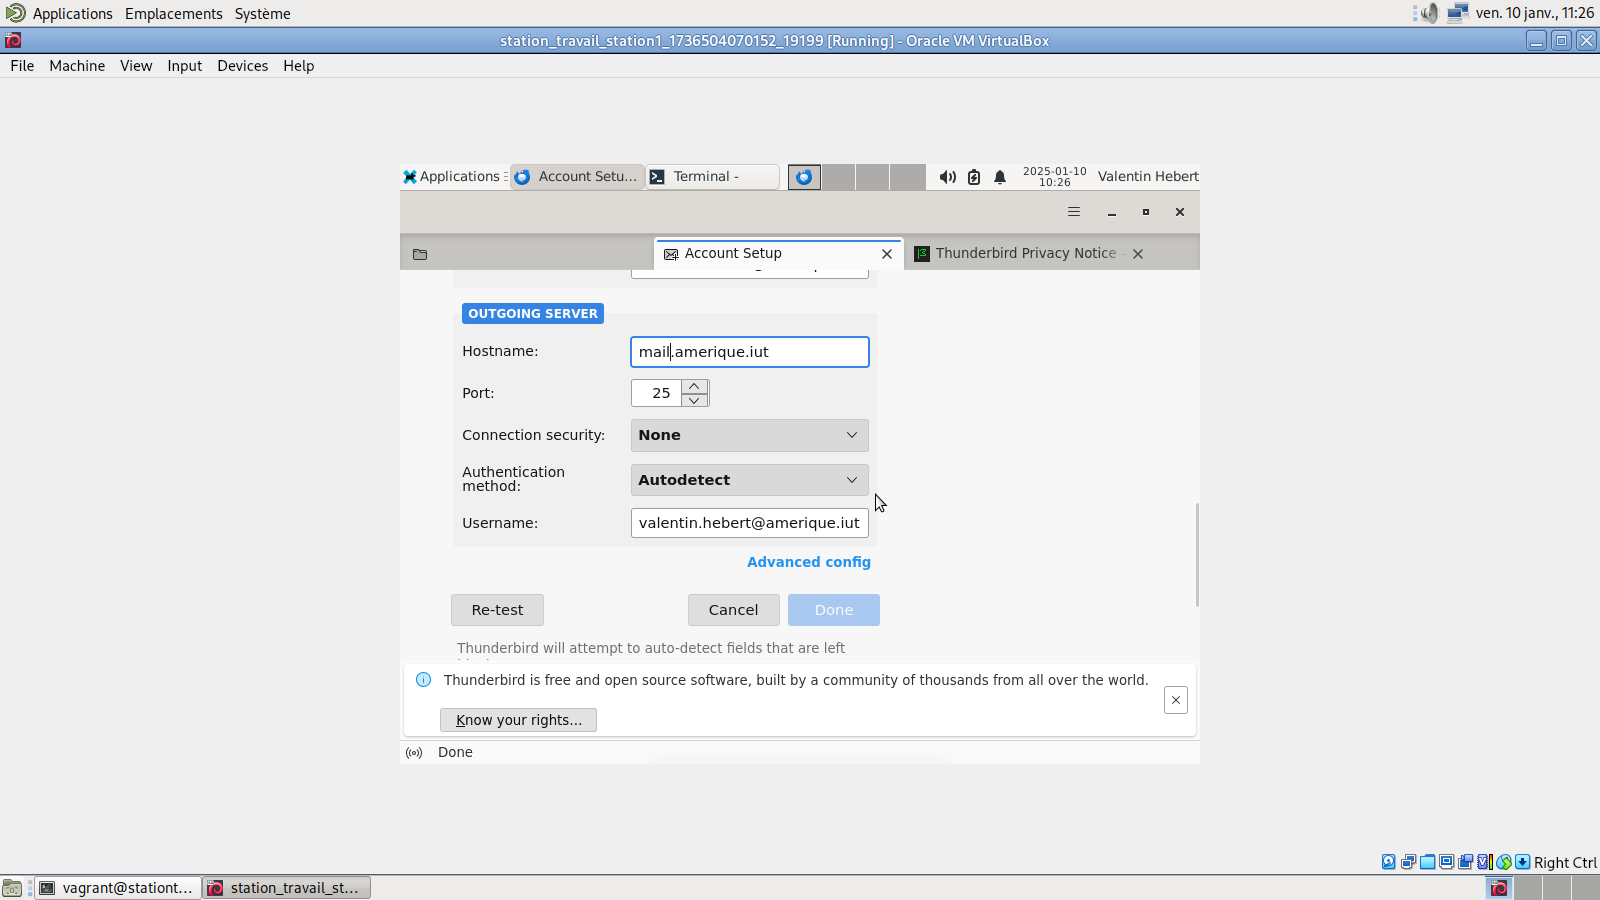 Applications Emplacements Système ven. 10 janv., 11:26
station_travail_station1_1736504070152_19199 [Running] - Oracle VM VirtualBox
File Machine View Input Devices Help
Applications Account Setu... Terminal - 2025-01-10 10:26 Valentin Hebert
Account Setup Thunderbird Privacy Notice
OUTGOING SERVER
Hostname: mail.amerique.iut
Port: 25
Connection security: None
Authentication method: Autodetect
Username: valentin.hebert@amerique.iut
Advanced config
Re-test Cancel Done
Thunderbird will attempt to auto-detect fields that are left
Thunderbird is free and open source software, built by a community of thousands from all over the world.
Know your rights...
Done
Right Ctrl
vagrant@stationt... station_travail_st...